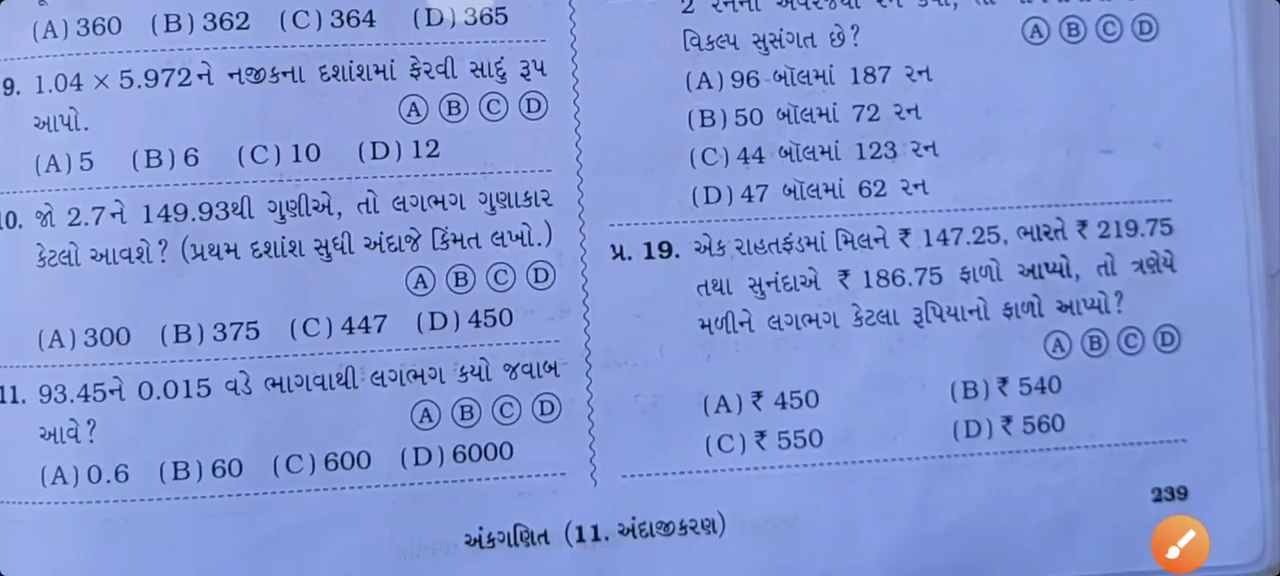 (A) 360 (B) 362 (C) 364 (D) 365
9. 1.04 × 5.972ને નજીકના દશાંશમાં ફેરવી સાદું રૂપ
આપો. Ⓐ Ⓑ Ⓒ Ⓓ
(A) 5 (B) 6 (C) 10 (D) 12
10. જો 2.7ને 149.93થી ગુણીએ, તો લગભગ ગુણાકાર
કેટલો આવશે? (પ્રથમ દશાંશ સુધી અંદાજે કિંમત લખો.)
Ⓐ Ⓑ Ⓒ Ⓓ
(A) 300 (B) 375 (C) 447 (D) 450
11. 93.45ને 0.015 વડે ભાગવાથી લગભગ કયો જવાબ
આવે? Ⓐ Ⓑ Ⓒ Ⓓ
(A) 0.6 (B) 60 (C) 600 (D) 6000
વિકલ્પ સુસંગત છે? Ⓐ Ⓑ Ⓒ Ⓓ
(A) 96 બૉલમાં 187 રન
(B) 50 બૉલમાં 72 રન
(C) 44 બૉલમાં 123 રન
(D) 47 બૉલમાં 62 રન
પ્ર. 19. એક રાહતફંડમાં મિલને ₹ 147.25, ભારતે ₹ 219.75
તથા સુનંદાએ ₹ 186.75 ફાળો આપ્યો, તો ત્રણેયે
મળીને લગભગ કેટલા રૂપિયાનો ફાળો આપ્યો?
Ⓐ Ⓑ Ⓒ Ⓓ
(A) ₹ 450 (B) ₹ 540
(C) ₹ 550 (D) ₹ 560
239
અંકગણિત (11. અંદાજીકરણ)